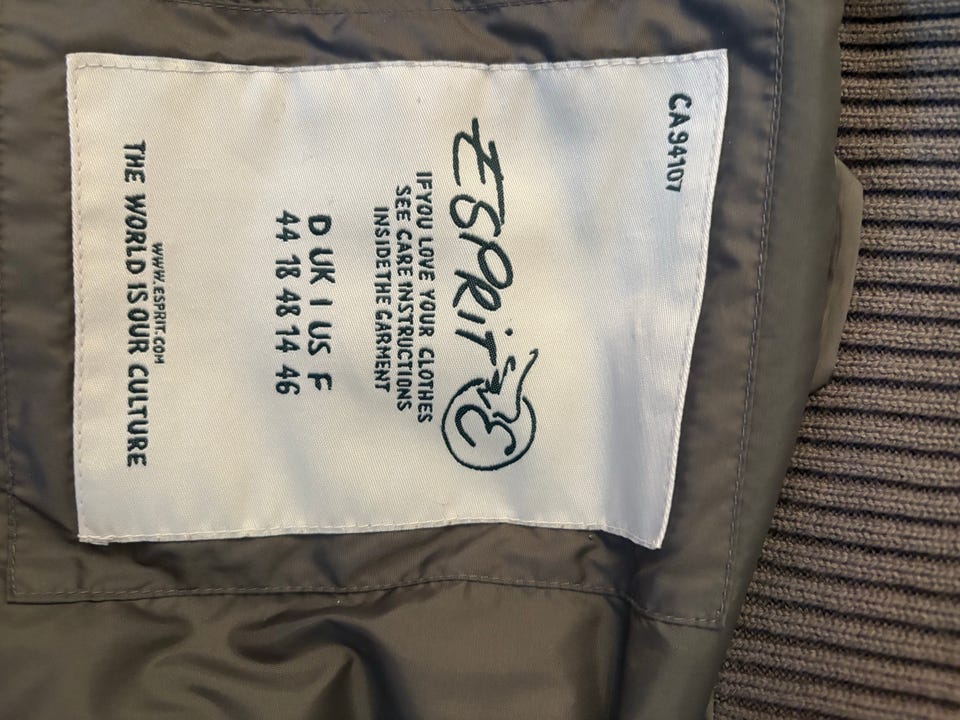 CA94107
ESPRiT
IF YOU LOVE YOUR CLOTHES
SEE CARE INSTRUCTIONS
INSIDE THE GARMENT
D UK I US F
44 18 48 14 46
WWW.ESPRIT.COM
THE WORLD IS OUR CULTURE